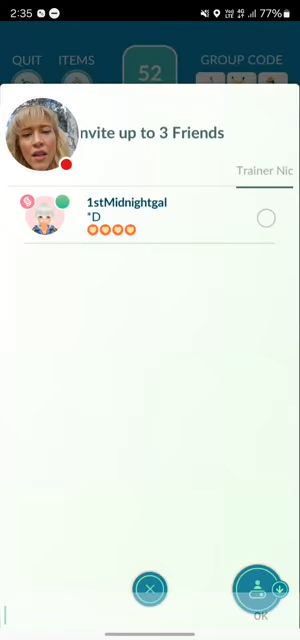 2:35 77%
QUIT ITEMS GROUP CODE
52
nvite up to 3 Friends
Trainer Nic
1stMidnightgal
*D
OK